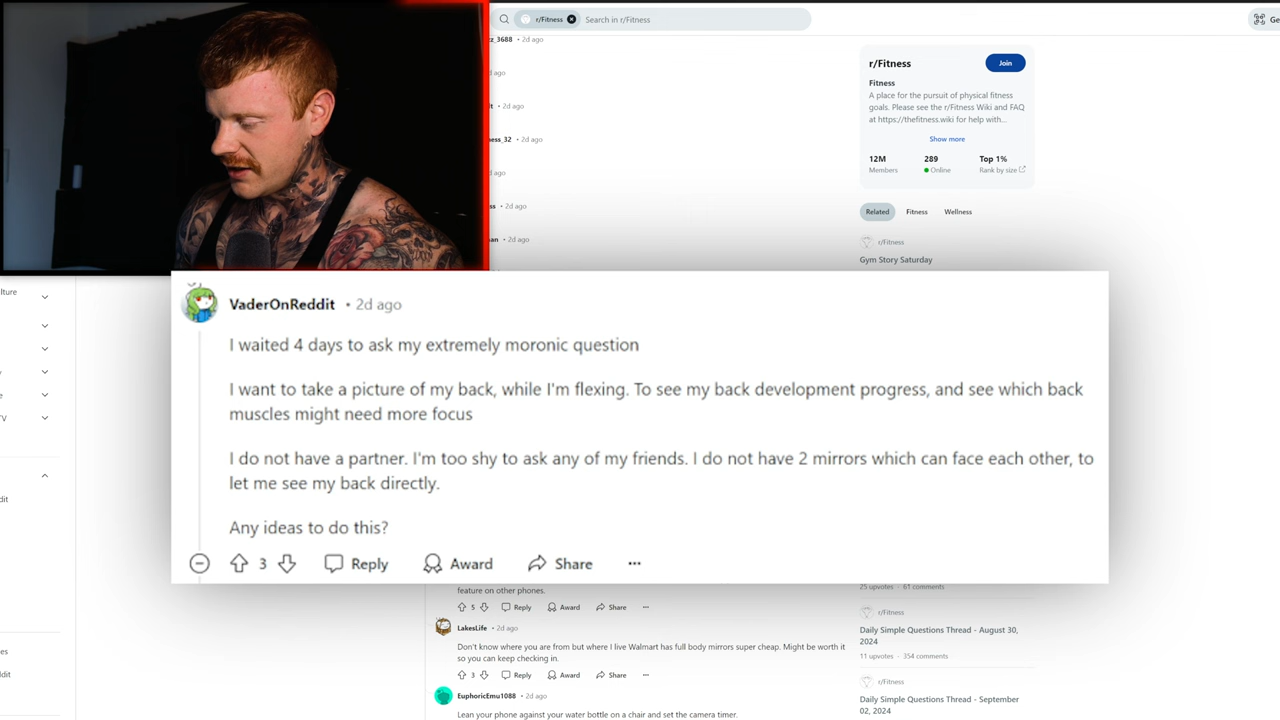 r/Fitness
Search in r/Fitness
Ge
z_3688 • 2d ago
d ago
lt • 2d ago
ness_32 • 2d ago
d ago
ss • 2d ago
an • 2d ago
r/Fitness
Join
Fitness
A place for the pursuit of physical fitness
goals. Please see the r/Fitness Wiki and FAQ
at https://thefitness.wiki for help with...
Show more
12M 289 Top 1%
Members Online Rank by size
Related Fitness Wellness
r/Fitness
Gym Story Saturday
VaderOnReddit • 2d ago
I waited 4 days to ask my extremely moronic question
I want to take a picture of my back, while I'm flexing. To see my back development progress, and see which back
muscles might need more focus
I do not have a partner. I'm too shy to ask any of my friends. I do not have 2 mirrors which can face each other, to
let me see my back directly.
Any ideas to do this?
3 Reply Award Share ...
lture
e
TV
dit
es
ddit
feature on other phones.
5 Reply Award Share ...
LakesLife • 2d ago
Don't know where you are from but where I live Walmart has full body mirrors super cheap. Might be worth it
so you can keep checking in.
3 Reply Award Share ...
EuphoricEmu1088 • 2d ago
Lean your phone against your water bottle on a chair and set the camera timer.
25 upvotes · 61 comments
r/Fitness
Daily Simple Questions Thread - August 30,
2024
11 upvotes · 354 comments
r/Fitness
Daily Simple Questions Thread - September
02, 2024